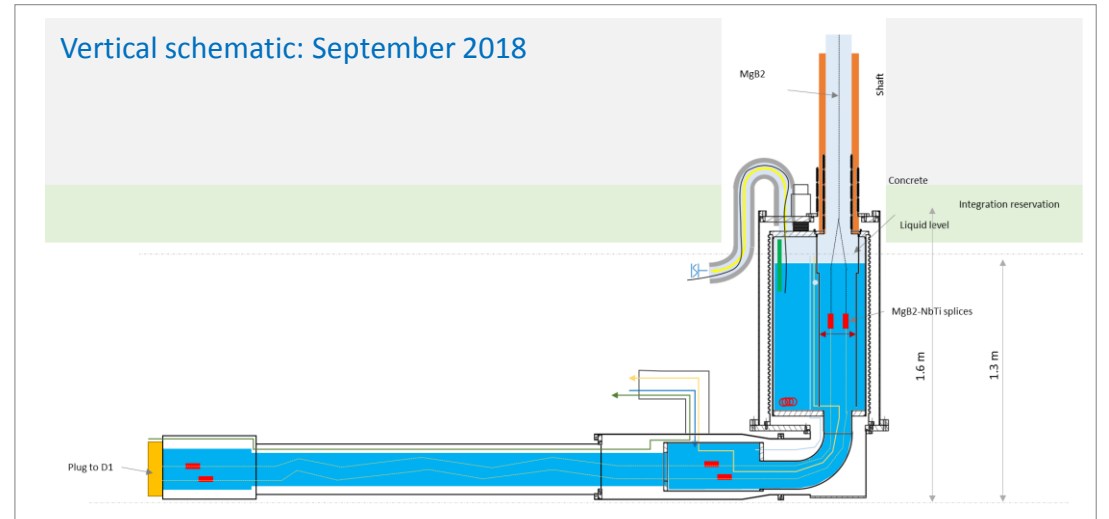 Vertical schematic: September 2018
MgB2
Shaft
Concrete
Integration reservation
Liquid level
MgB2-NbTi splices
1.6 m
1.3 m
Plug to D1